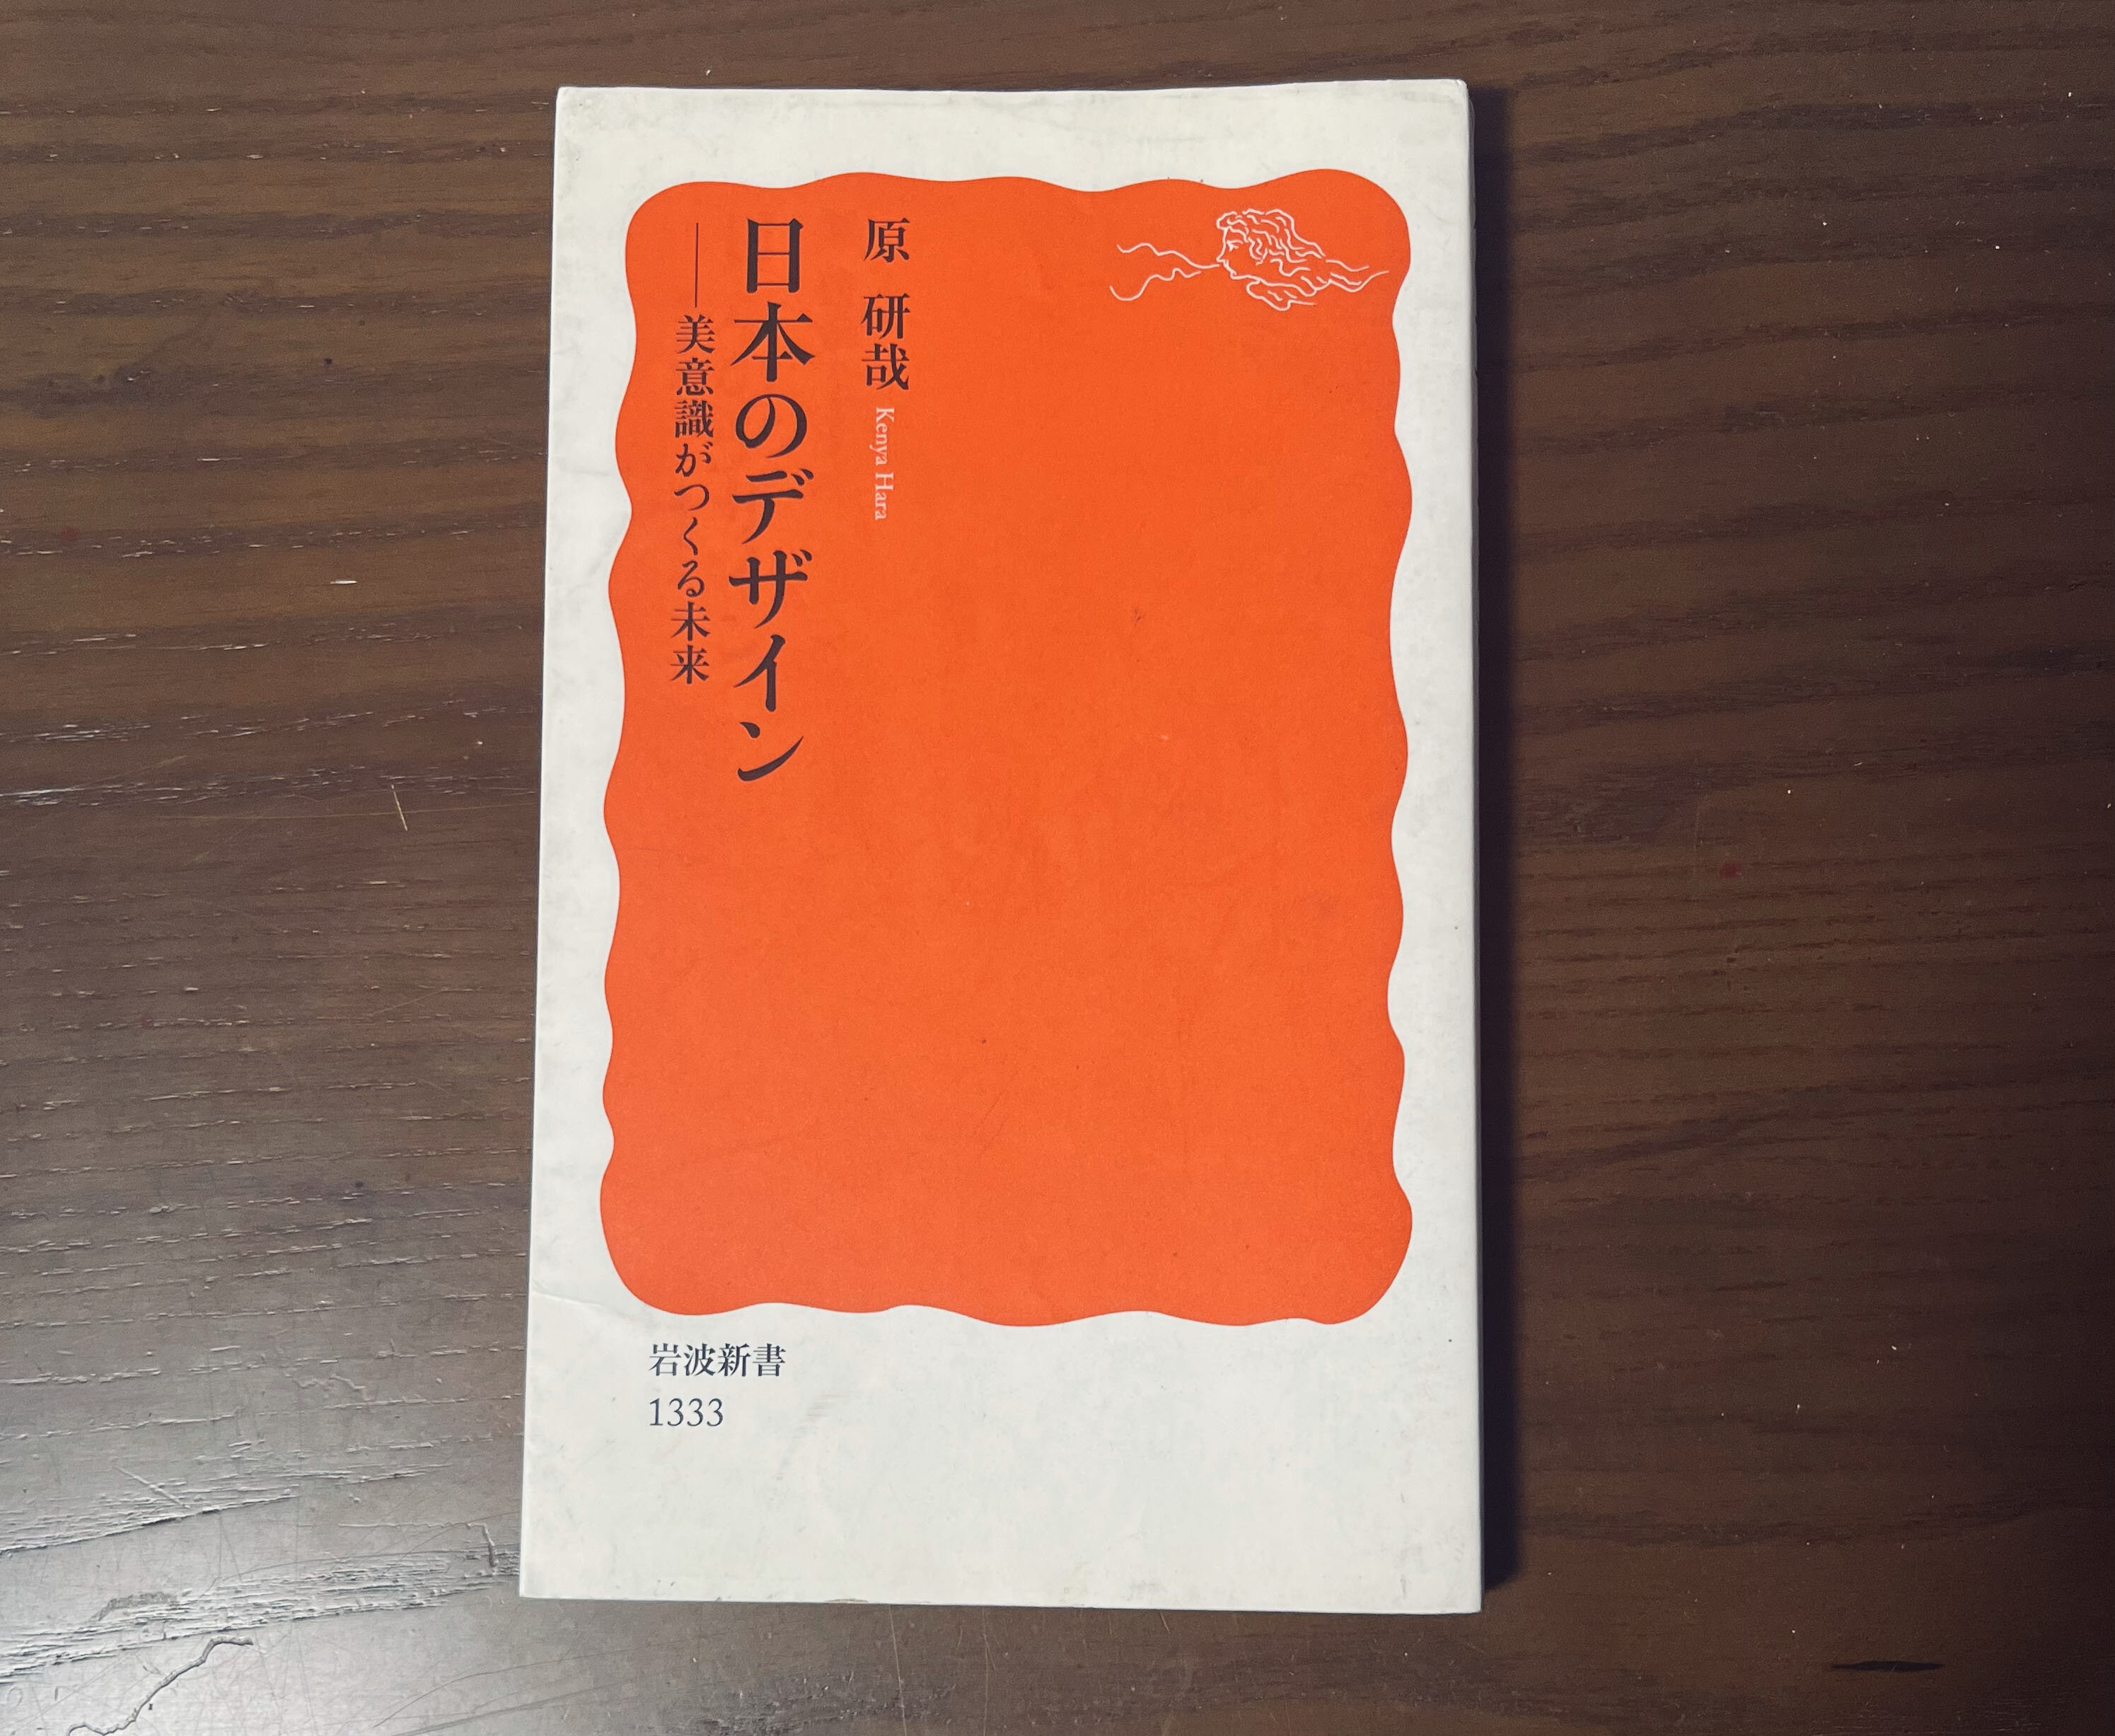 原 研哉 Kenya Hara
日本のデザイン
――美意識がつくる未来
岩波新書
1333